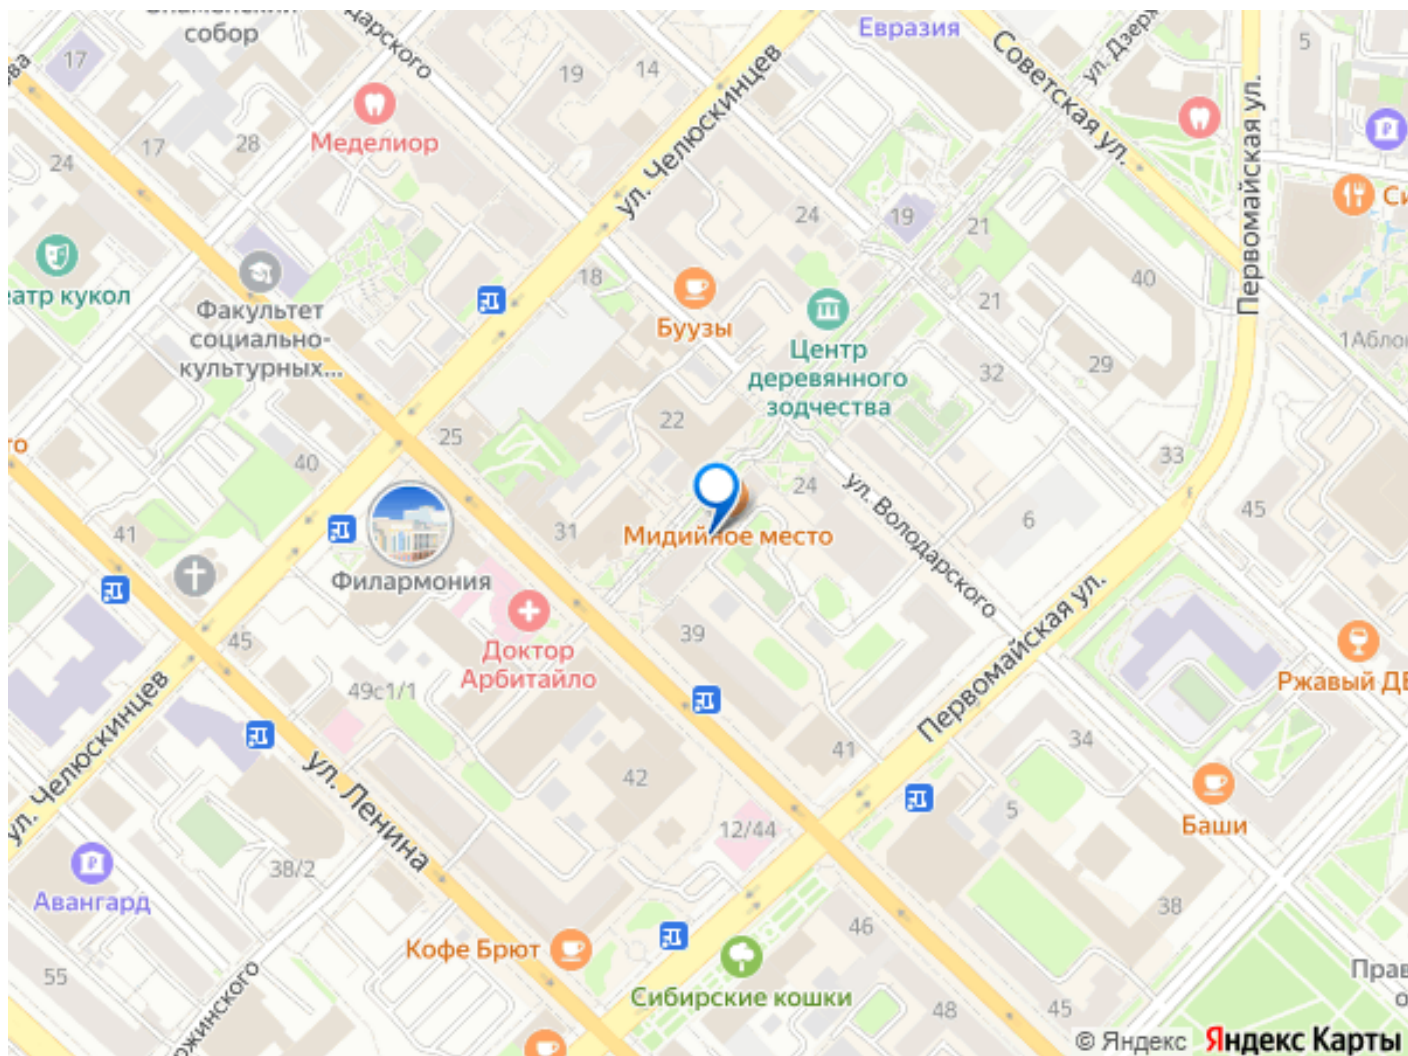 собор
17
Евразия
5
19
14
Советская ул.
ул. Челюскинцев
Первомайская ул.
Меделиор
24
17
28
24
19
21
атр кукол
Факультет
социально-
культурных...
18
Буузы
40
21
Центр
деревянного
зодчества
32
29
22
25
40
33
24
ул. Володарского
41
31
Мидийное место
6
45
Филармония
45
39
Доктор
Арбитайло
49с1/1
Первомайская ул.
Ржавый
ул. Челюскинцев
ул. Ленина
41
34
42
12/44
5
Баши
38/2
Авангард
38
Кофе Брют
46
55
Сибирские кошки
48
45
© Яндекс Яндекс Карты